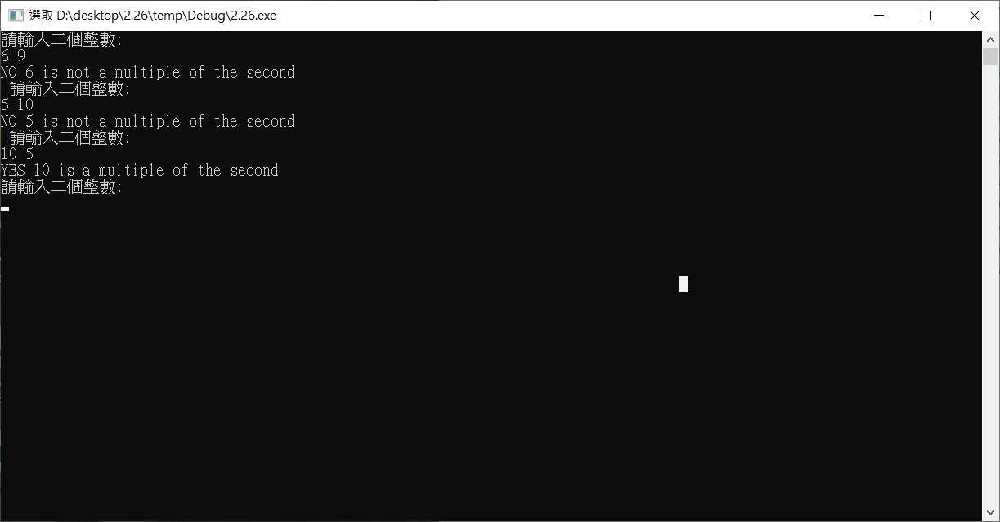 選取 D:\desktop\2.26\temp\Debug\2.26.exe
請輸入二個整數:
6 9
NO 6 is not a multiple of the second
 請輸入二個整數:
5 10
NO 5 is not a multiple of the second
 請輸入二個整數:
10 5
YES 10 is a multiple of the second
請輸入二個整數: